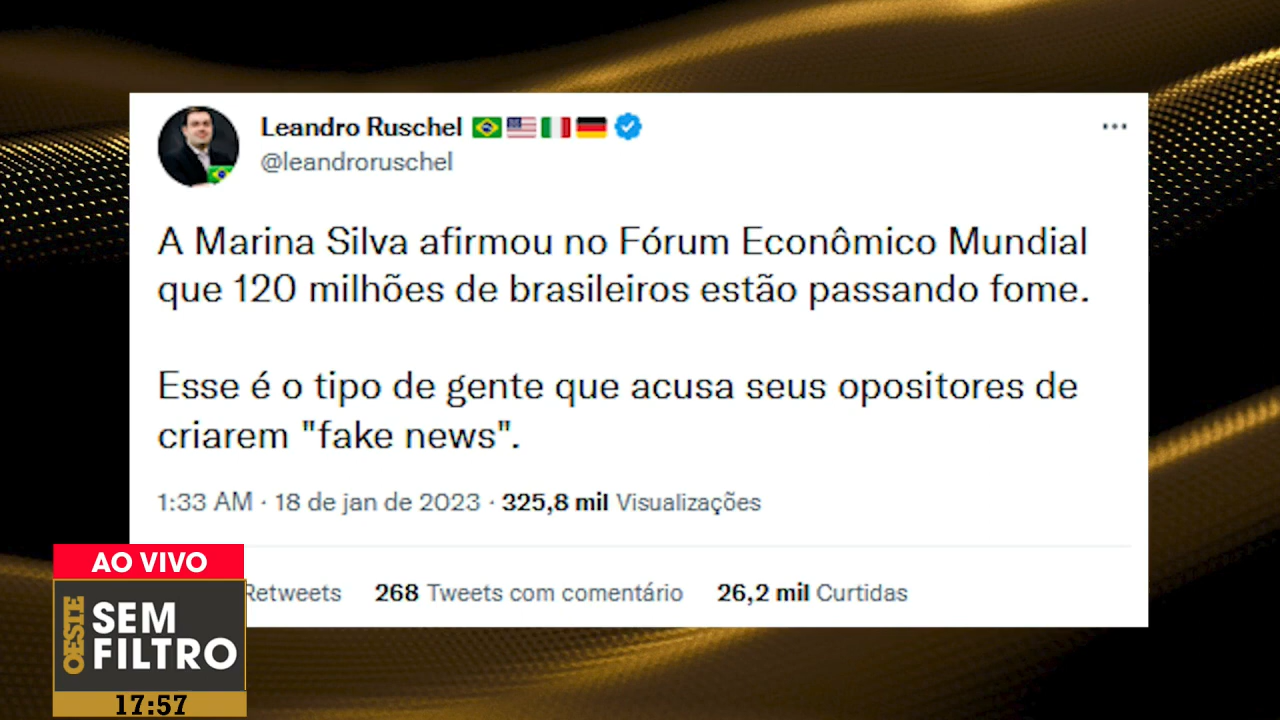 Leandro Ruschel
@leandroruschel
A Marina Silva afirmou no Fórum Econômico Mundial
que 120 milhões de brasileiros estão passando fome.
Esse é o tipo de gente que acusa seus opositores de
criarem "fake news".
1:33 AM · 18 de jan de 2023 · 325,8 mil Visualizações
Retweets 268 Tweets com comentário 26,2 mil Curtidas
AO VIVO
OESTE
SEM
FILTRO
17:57